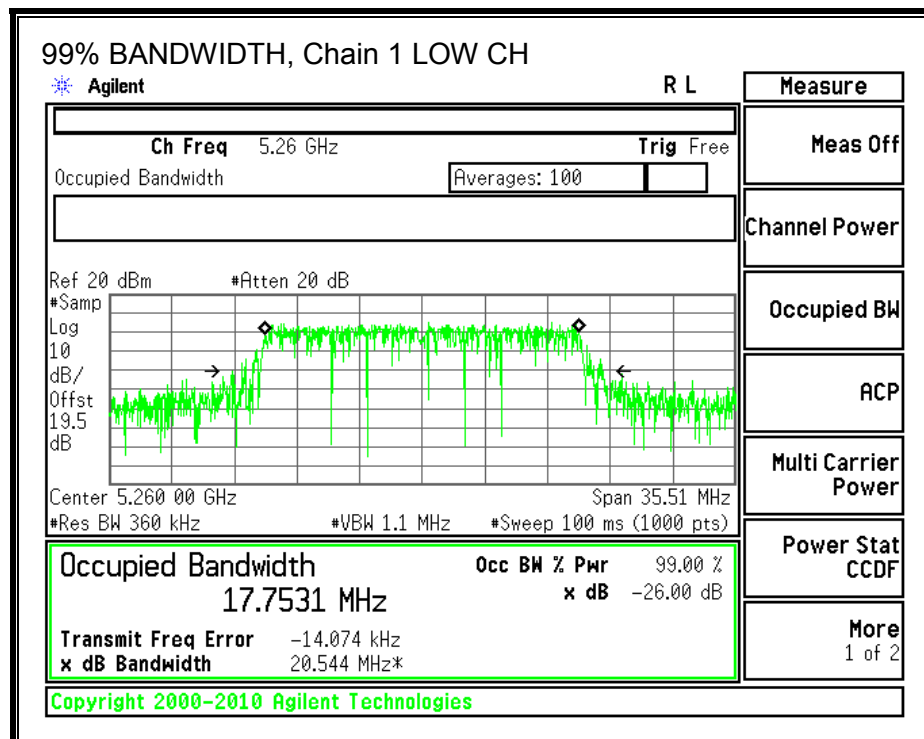 99% BANDWIDTH, Chain 1 LOW CH
Agilent R L
Ch Freq 5.26 GHz Trig Free
Occupied Bandwidth Averages: 100
Ref 20 dBm #Atten 20 dB
#Samp
Log
10
dB/
Offst
19.5
dB
Center 5.260 00 GHz Span 35.51 MHz
#Res BW 360 kHz #VBW 1.1 MHz #Sweep 100 ms (1000 pts)
Occupied Bandwidth Occ BW % Pwr 99.00 %
17.7531 MHz x dB -26.00 dB
Transmit Freq Error -14.074 kHz
x dB Bandwidth 20.544 MHz*
Copyright 2000-2010 Agilent Technologies
Measure
Meas Off
Channel Power
Occupied BW
ACP
Multi Carrier
Power
Power Stat
CCDF
More
1 of 2